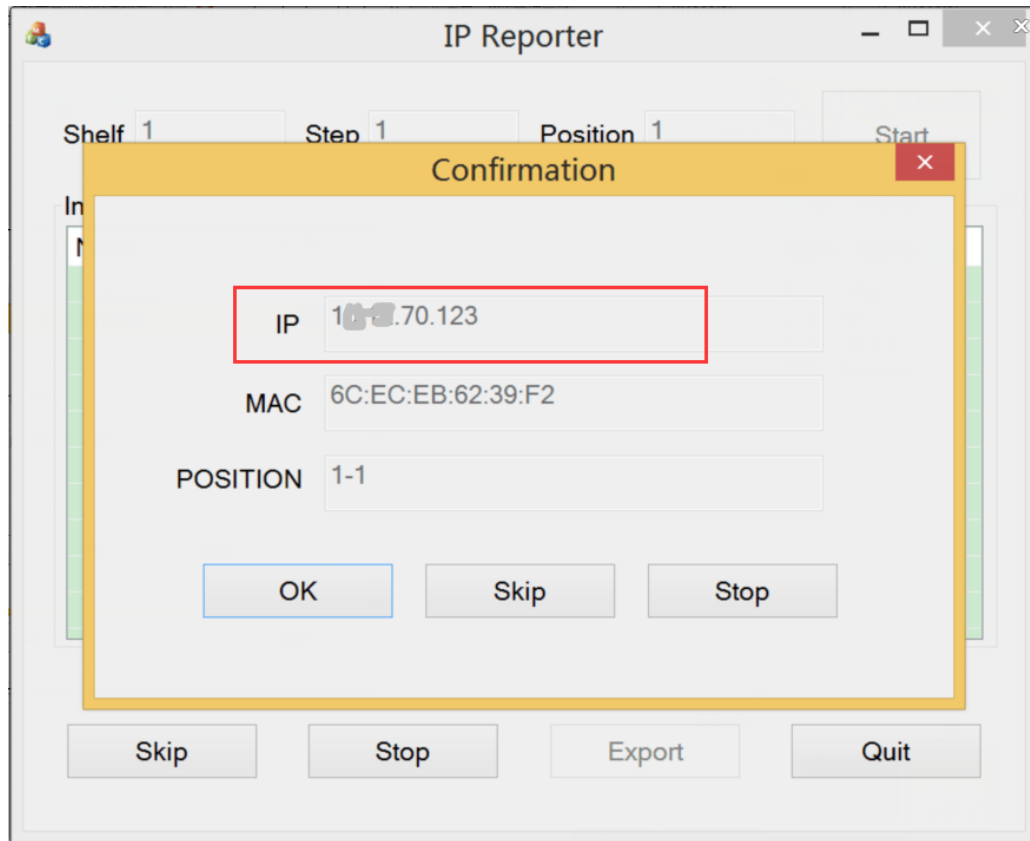 IP Reporter
Shelf 1 Step 1 Position 1 Start
In
Confirmation
IP .70.123
MAC 6C:EC:EB:62:39:F2
POSITION 1-1
OK Skip Stop
Skip Stop Export Quit